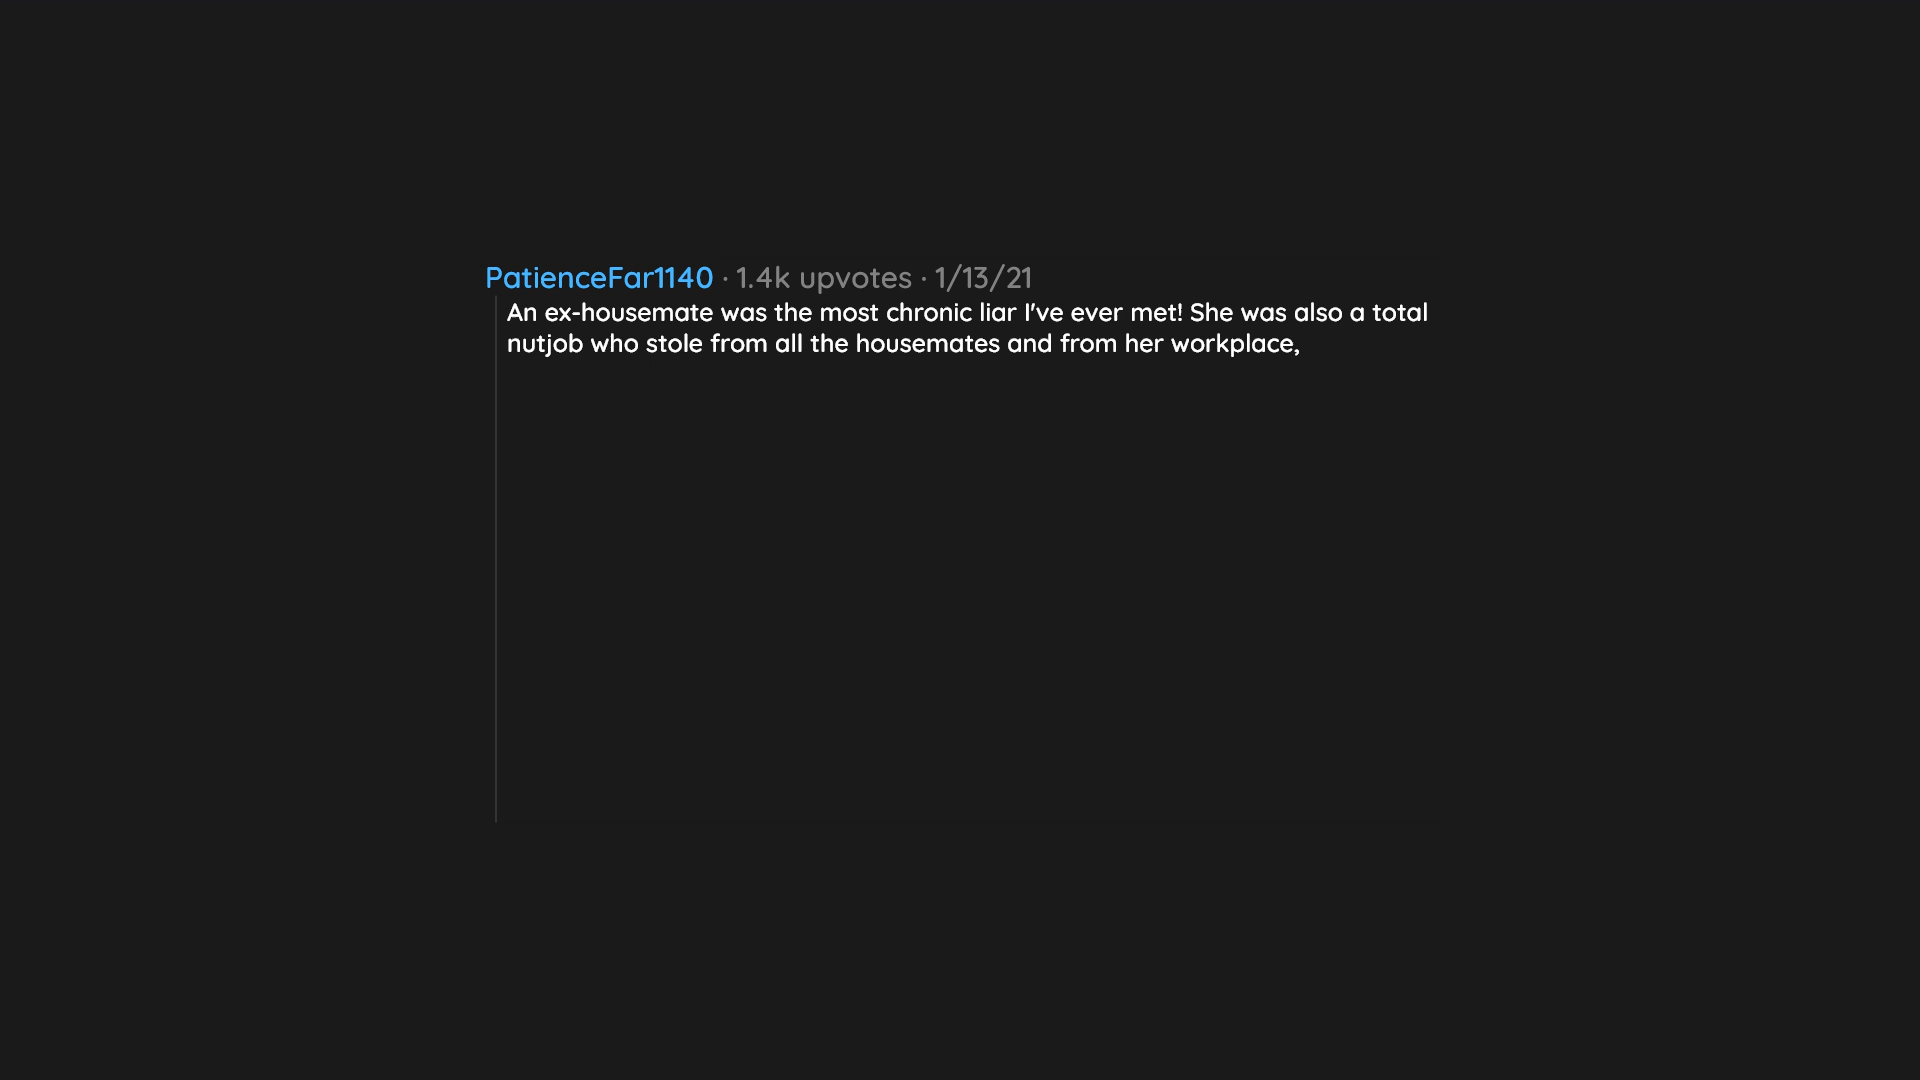 PatienceFar1140 · 1.4k upvotes · 1/13/21
An ex-housemate was the most chronic liar I've ever met! She was also a total
nutjob who stole from all the housemates and from her workplace,